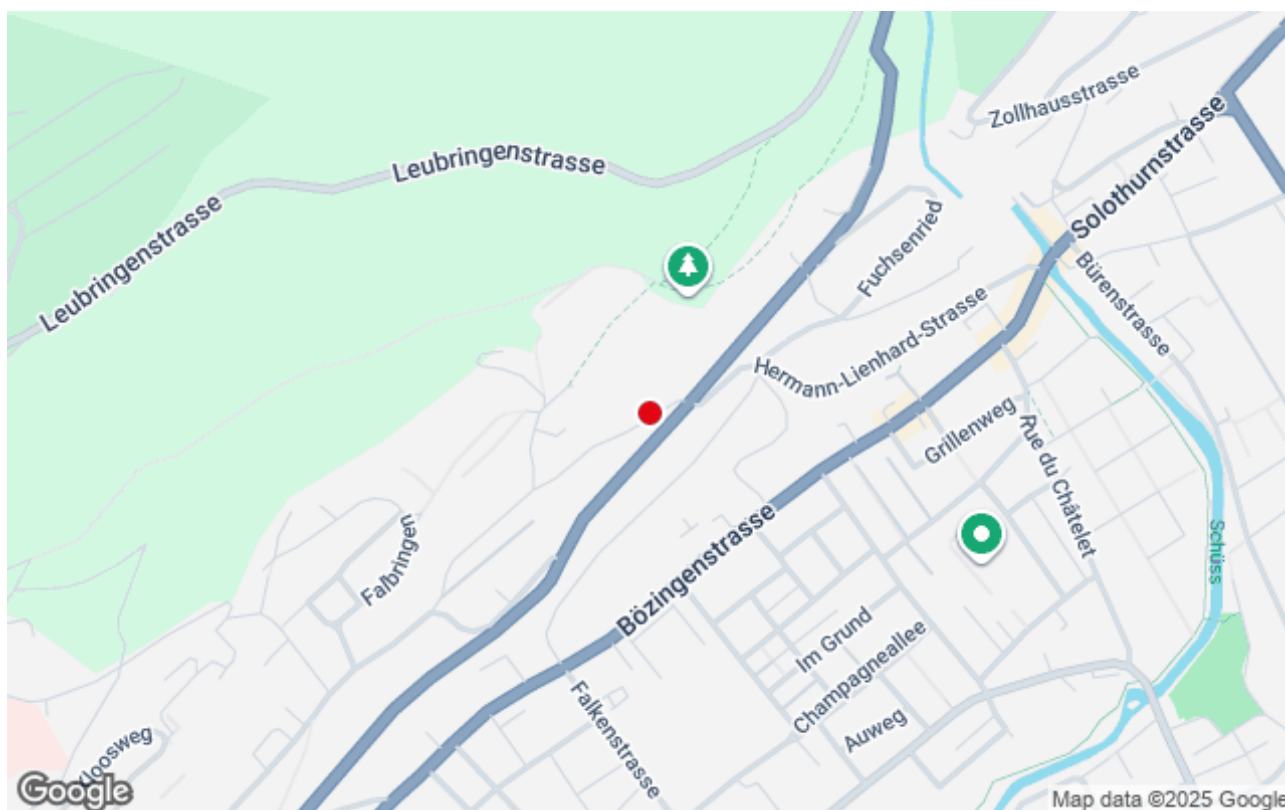 Zollhausstrasse
Leubringenstrasse
Solothurnstrasse
Leubringenstrasse
Fuchsenried
Bürenstrasse
Hermann-Lienhard-Strasse
Grillenweg
Rue du Châtelet
Falbringen
Bözingenstrasse
Schüss
Im Grund
Champagneallee
Auweg
Falkenstrasse
Kloosweg
Google
Map data ©2025 Google